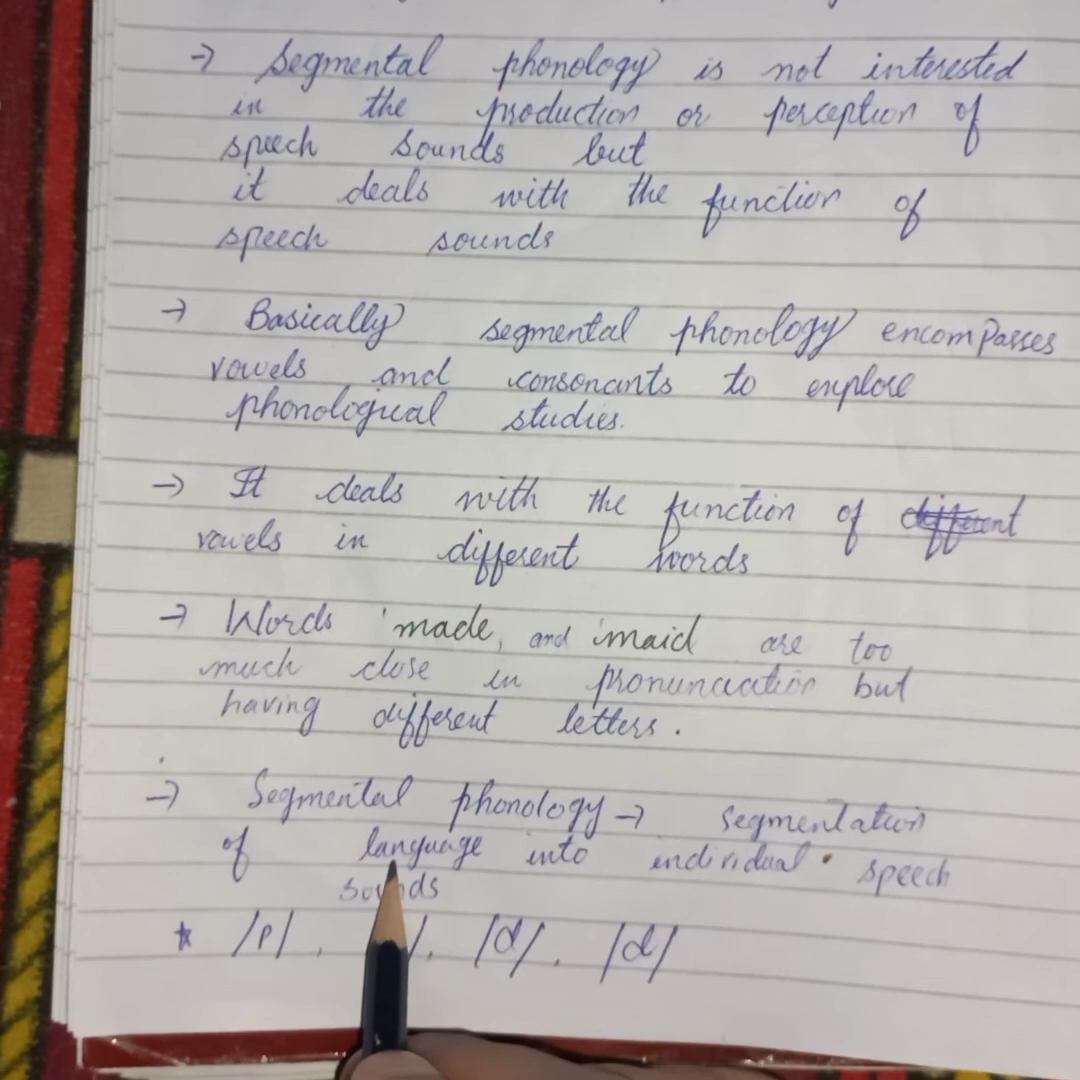 → Segmental phonology is not interested
in the production or perception of
speech sounds but
it deals with the function of
speech sounds
→ Basically segmental phonology encompasses
vowels and consonants to explore
phonological studies.
→ It deals with the function of different
vowels in different words
→ Words 'made, and 'maid are too
much close in pronunciation but
having different letters.
→ Segmental phonology → segmentation
of language into individual speech
sounds
* /p/, /, /d/, /d/